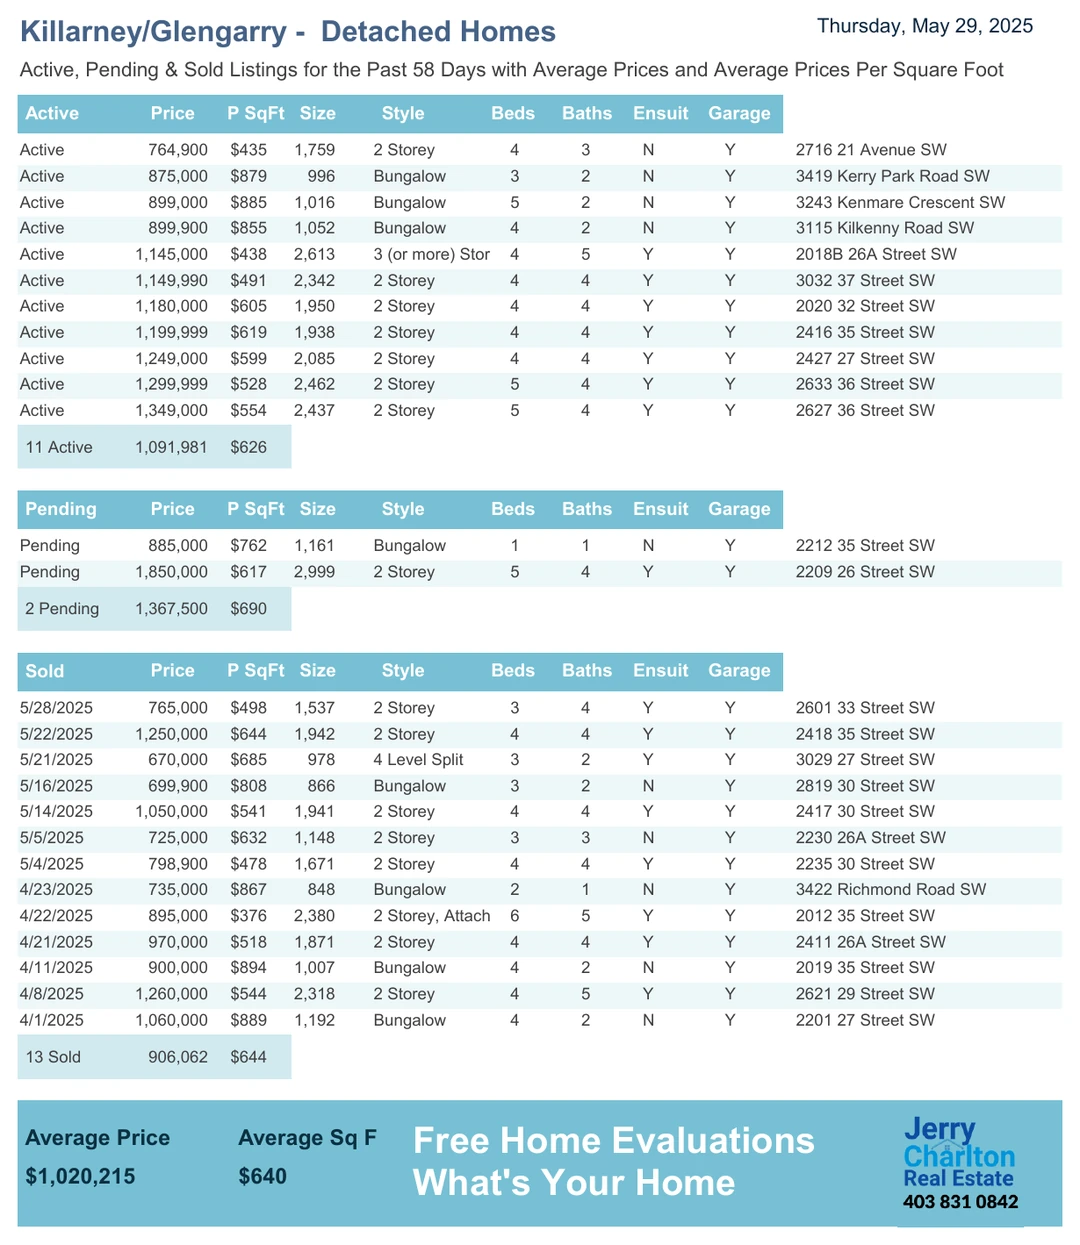 Killarney/Glengarry - Detached Homes
Thursday, May 29, 2025
Active, Pending & Sold Listings for the Past 58 Days with Average Prices and Average Prices Per Square Foot
Active Price P SqFt Size Style Beds Baths Ensuit Garage
Active 764,900 $435 1,759 2 Storey 4 3 N Y 2716 21 Avenue SW
Active 875,000 $879 996 Bungalow 3 2 N Y 3419 Kerry Park Road SW
Active 899,000 $885 1,016 Bungalow 5 2 N Y 3243 Kenmare Crescent SW
Active 899,900 $855 1,052 Bungalow 4 2 N Y 3115 Kilkenny Road SW
Active 1,145,000 $438 2,613 3 (or more) Stor 4 5 Y Y 2018B 26A Street SW
Active 1,149,990 $491 2,342 2 Storey 4 4 Y Y 3032 37 Street SW
Active 1,180,000 $605 1,950 2 Storey 4 4 Y Y 2020 32 Street SW
Active 1,199,999 $619 1,938 2 Storey 4 4 Y Y 2416 35 Street SW
Active 1,249,000 $599 2,085 2 Storey 4 4 Y Y 2427 27 Street SW
Active 1,299,999 $528 2,462 2 Storey 5 4 Y Y 2633 36 Street SW
Active 1,349,000 $554 2,437 2 Storey 5 4 Y Y 2627 36 Street SW
11 Active 1,091,981 $626
Pending Price P SqFt Size Style Beds Baths Ensuit Garage
Pending 885,000 $762 1,161 Bungalow 1 1 N Y 2212 35 Street SW
Pending 1,850,000 $617 2,999 2 Storey 5 4 Y Y 2209 26 Street SW
2 Pending 1,367,500 $690
Sold Price P SqFt Size Style Beds Baths Ensuit Garage
5/28/2025 765,000 $498 1,537 2 Storey 3 4 Y Y 2601 33 Street SW
5/22/2025 1,250,000 $644 1,942 2 Storey 4 4 Y Y 2418 35 Street SW
5/21/2025 670,000 $685 978 4 Level Split 3 2 Y Y 3029 27 Street SW
5/16/2025 699,900 $808 866 Bungalow 3 2 N Y 2819 30 Street SW
5/14/2025 1,050,000 $541 1,941 2 Storey 4 4 Y Y 2417 30 Street SW
5/5/2025 725,000 $632 1,148 2 Storey 3 3 N Y 2230 26A Street SW
5/4/2025 798,900 $478 1,671 2 Storey 4 4 Y Y 2235 30 Street SW
4/23/2025 735,000 $867 848 Bungalow 2 1 N Y 3422 Richmond Road SW
4/22/2025 895,000 $376 2,380 2 Storey, Attach 6 5 Y Y 2012 35 Street SW
4/21/2025 970,000 $518 1,871 2 Storey 4 4 Y Y 2411 26A Street SW
4/11/2025 900,000 $894 1,007 Bungalow 4 2 N Y 2019 35 Street SW
4/8/2025 1,260,000 $544 2,318 2 Storey 4 5 Y Y 2621 29 Street SW
4/1/2025 1,060,000 $889 1,192 Bungalow 4 2 N Y 2201 27 Street SW
13 Sold 906,062 $644
Average Price Average Sq F
$1,020,215 $640
Free Home Evaluations
What's Your Home
Jerry
Charlton
Real Estate
403 831 0842